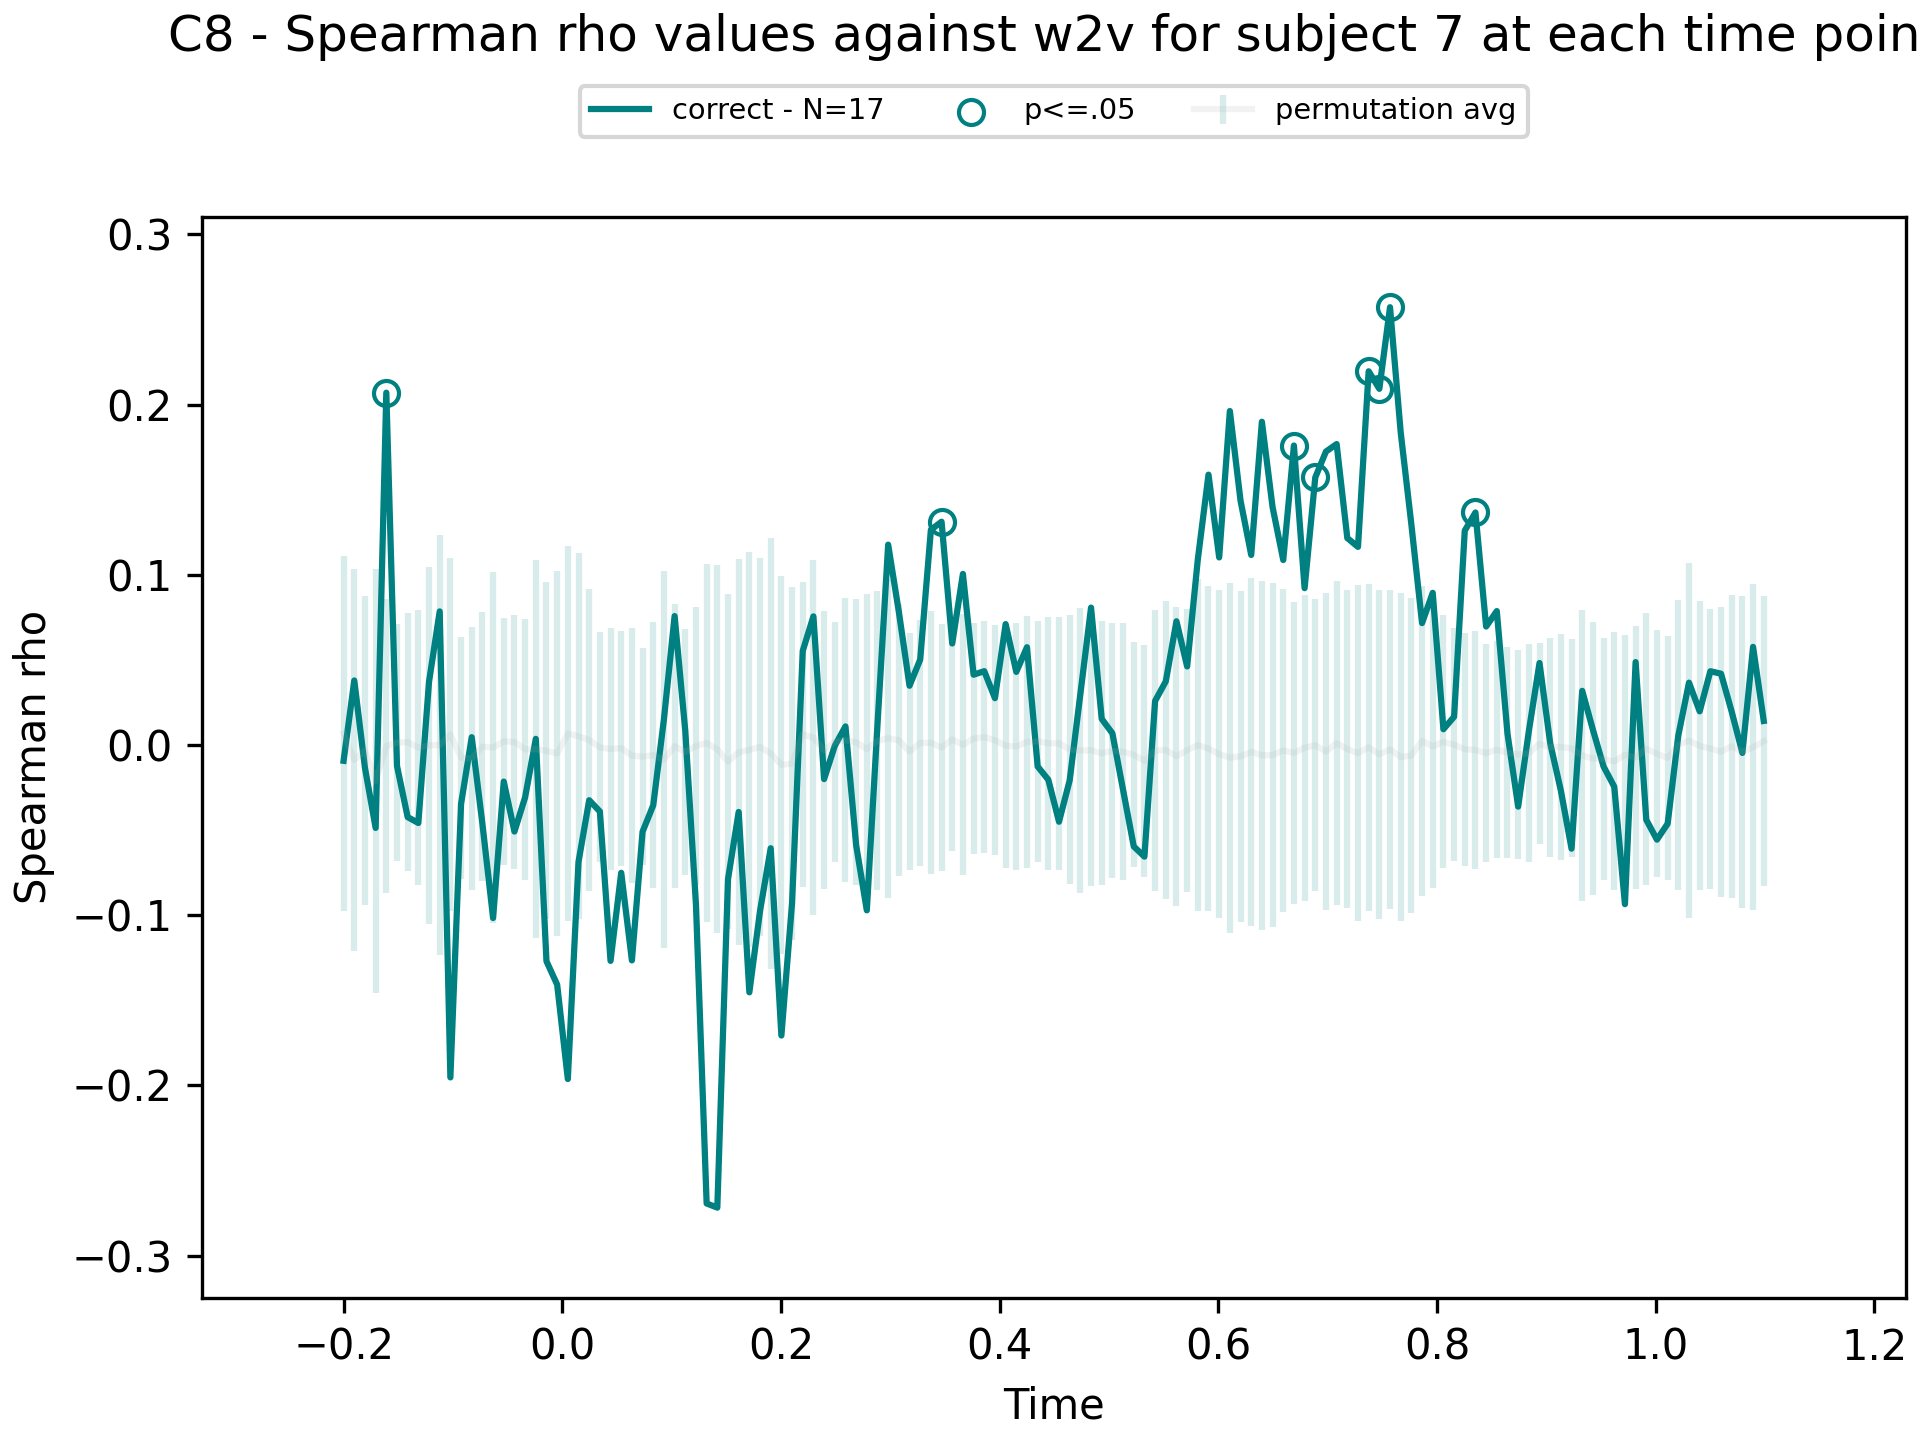 C8 - Spearman rho values against w2v for subject 7 at each time poin
correct - N=17
p<=.05
permutation avg
0.3
0.2
0.1
0.0
−0.1
−0.2
−0.3
Spearman rho
−0.2 0.0 0.2 0.4 0.6 0.8 1.0 1.2
Time